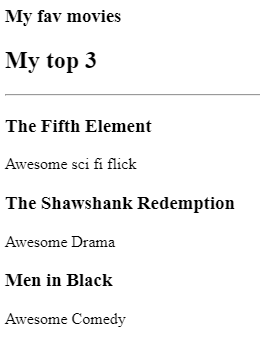 My fav movies
My top 3
The Fifth Element
Awesome sci fi flick
The Shawshank Redemption
Awesome Drama
Men in Black
Awesome Comedy